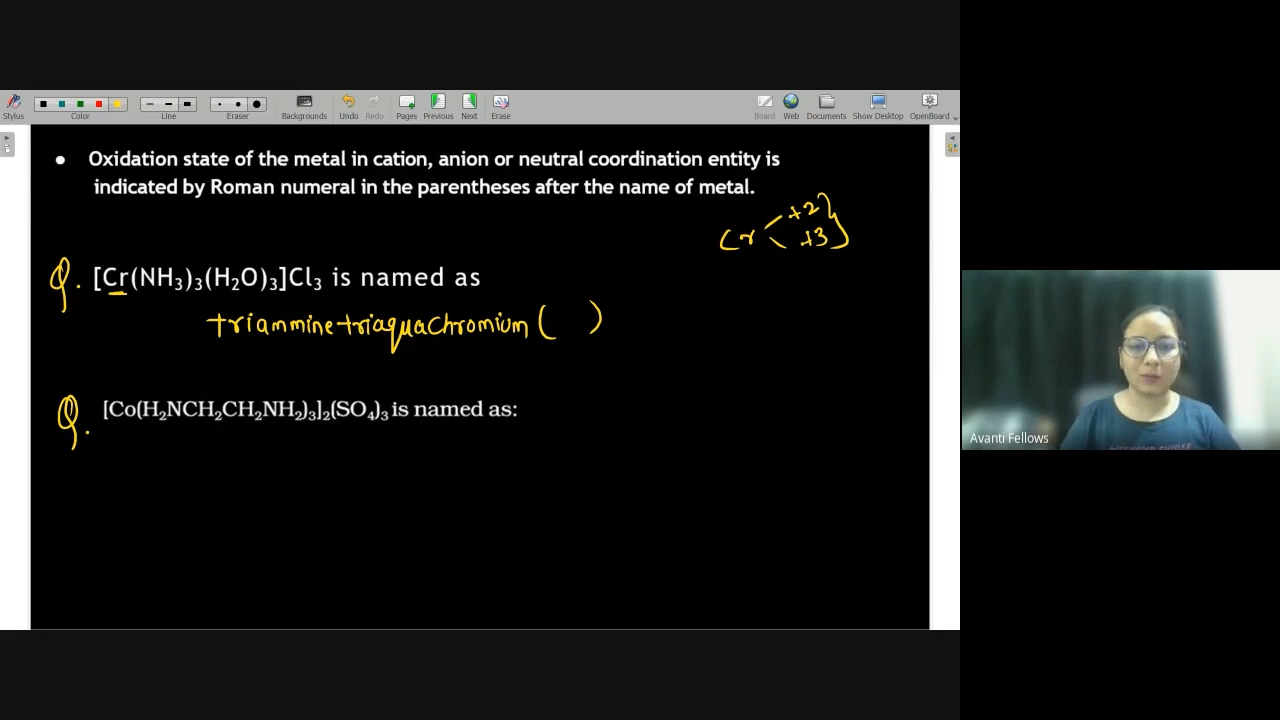 Stylus Color Line Eraser Backgrounds Undo Redo Pages Previous Next Erase Board Web Documents Show Desktop OpenBoard
• Oxidation state of the metal in cation, anion or neutral coordination entity is
indicated by Roman numeral in the parentheses after the name of metal.
Cr < +2 +3 }
Q. [Cr(NH₃)₃(H₂O)₃]Cl₃ is named as
triamminetriaquachromium( )
Q. [Co(H₂NCH₂CH₂NH₂)₃]₂(SO₄)₃ is named as:
Avanti Fellows